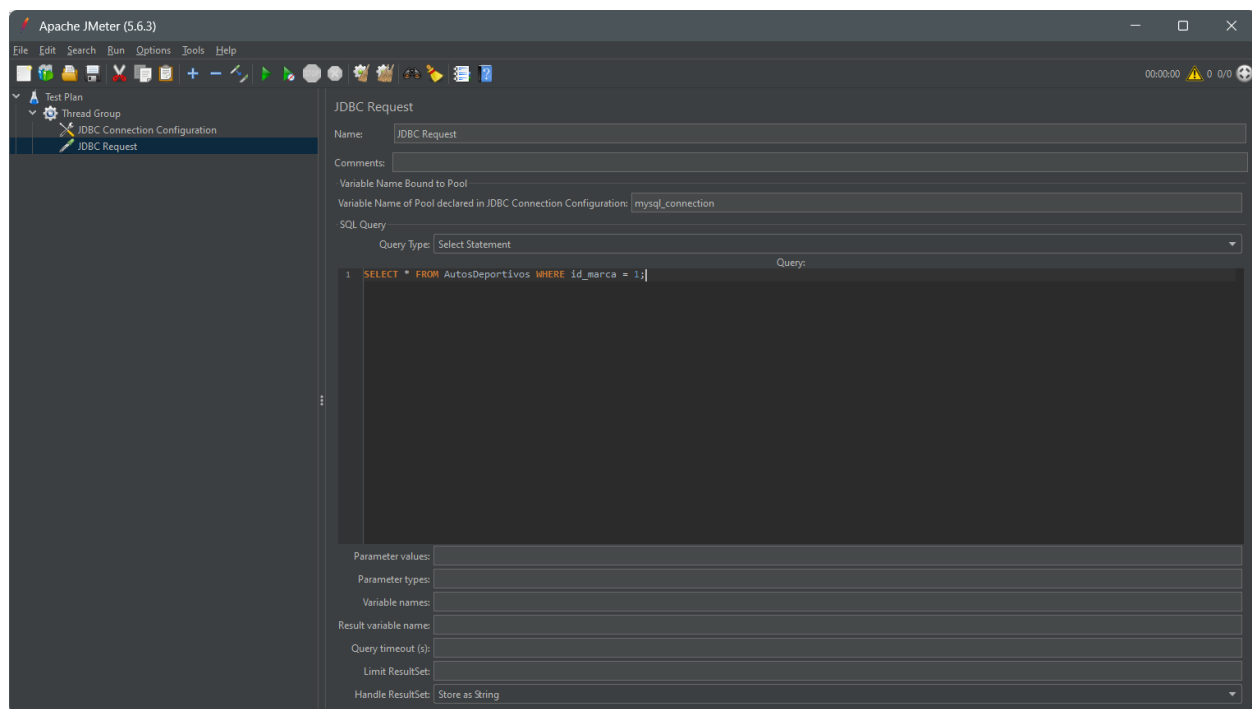 Apache JMeter (5.6.3)
File Edit Search Run Options Tools Help
00:00:00 0 0/0
Test Plan
Thread Group
JDBC Connection Configuration
JDBC Request
JDBC Request
Name: JDBC Request
Comments:
Variable Name Bound to Pool
Variable Name of Pool declared in JDBC Connection Configuration: mysql_connection
SQL Query
Query Type: Select Statement
Query:
1 SELECT * FROM AutosDeportivos WHERE id_marca = 1;
Parameter values:
Parameter types:
Variable names:
Result variable name:
Query timeout (s):
Limit ResultSet:
Handle ResultSet: Store as String